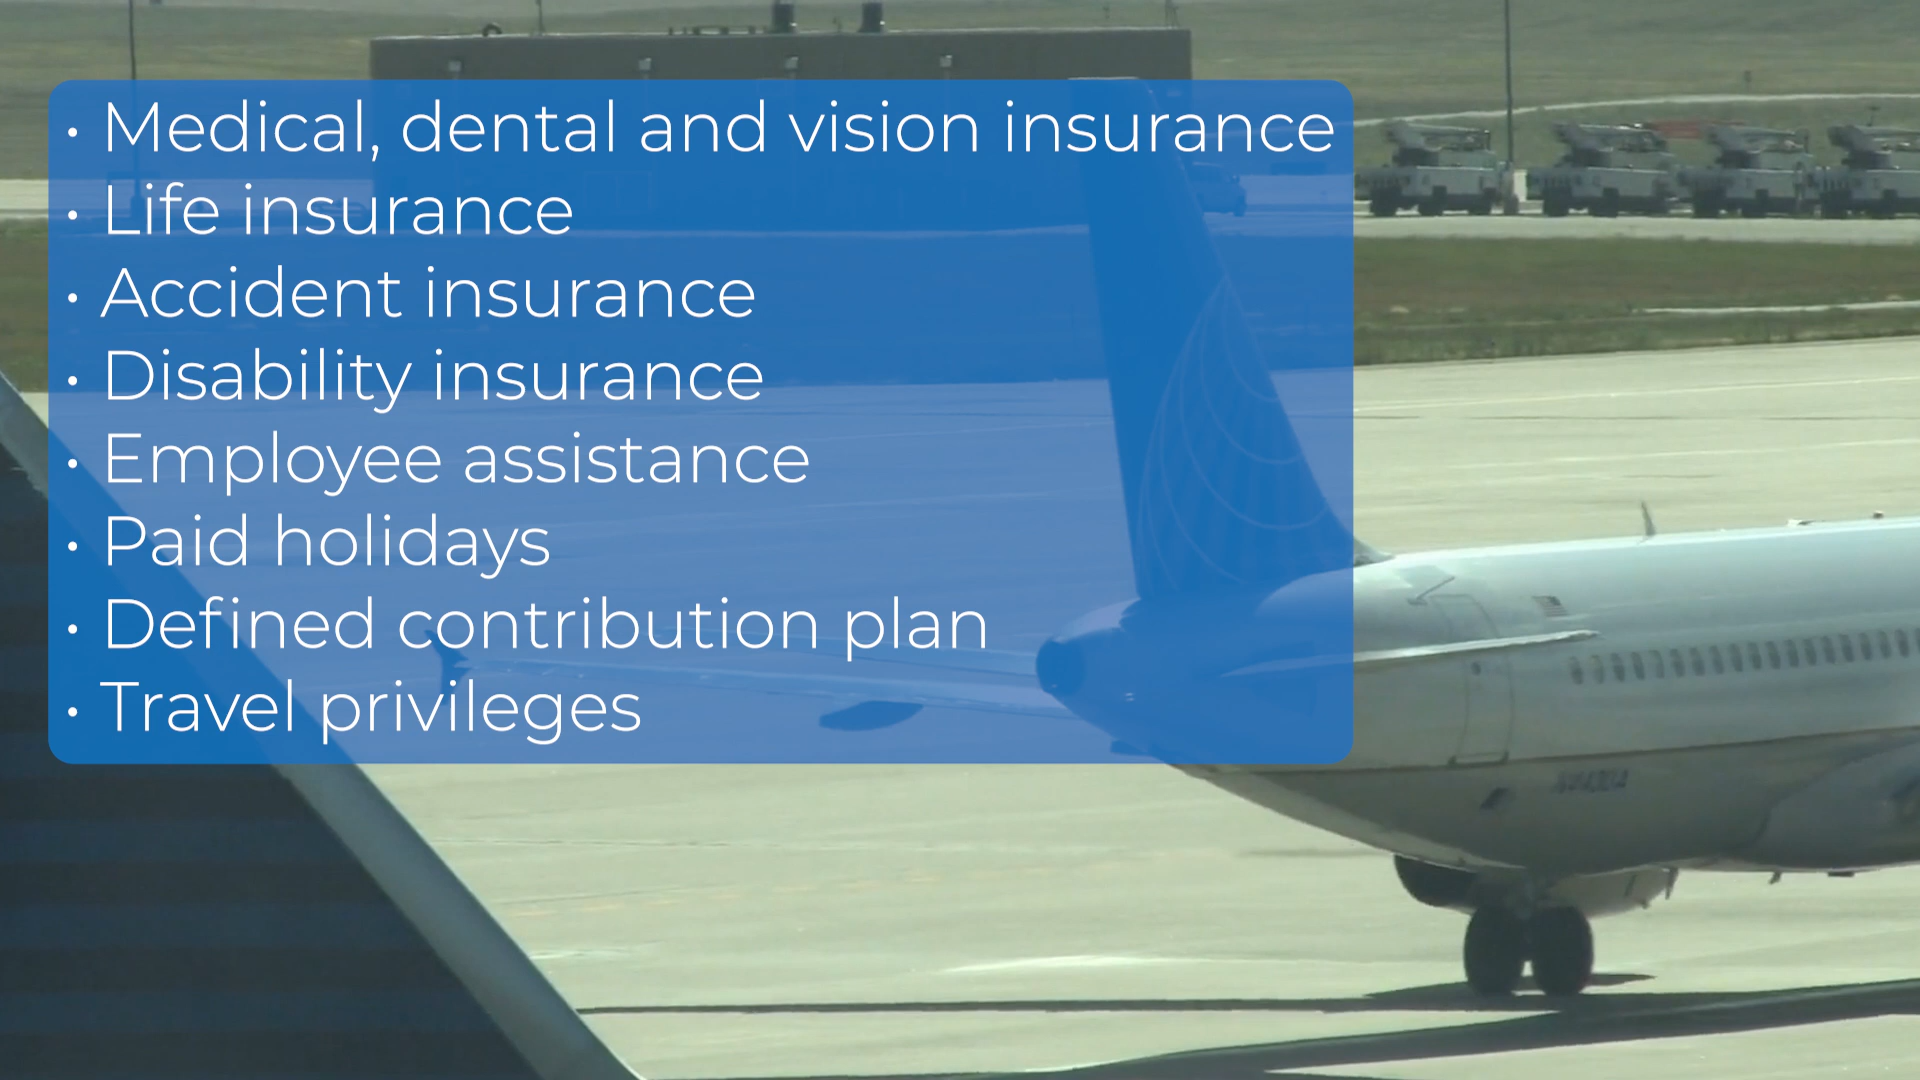 • Medical, dental and vision insurance
• Life insurance
• Accident insurance
• Disability insurance
• Employee assistance
• Paid holidays
• Defined contribution plan
• Travel privileges